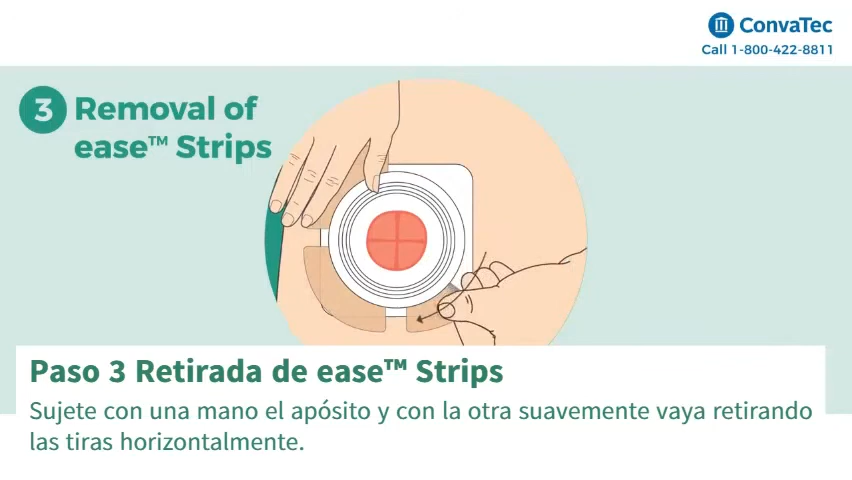 ConvaTec
Call 1-800-422-8811
3 Removal of
ease™ Strips
Paso 3 Retirada de ease™ Strips
Sujete con una mano el apósito y con la otra suavemente vaya retirando
las tiras horizontalmente.